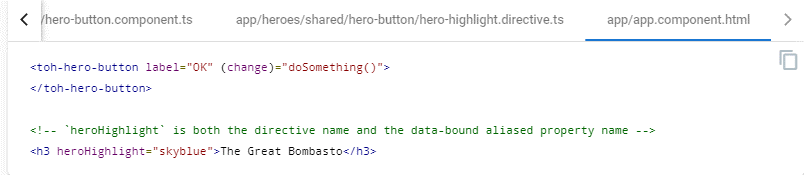 /hero-button.component.ts app/heroes/shared/hero-button/hero-highlight.directive.ts app/app.component.html
<toh-hero-button label="OK" (change)="doSomething()">
</toh-hero-button>
<!-- `heroHighlight` is both the directive name and the data-bound aliased property name -->
<h3 heroHighlight="skyblue">The Great Bombasto</h3>